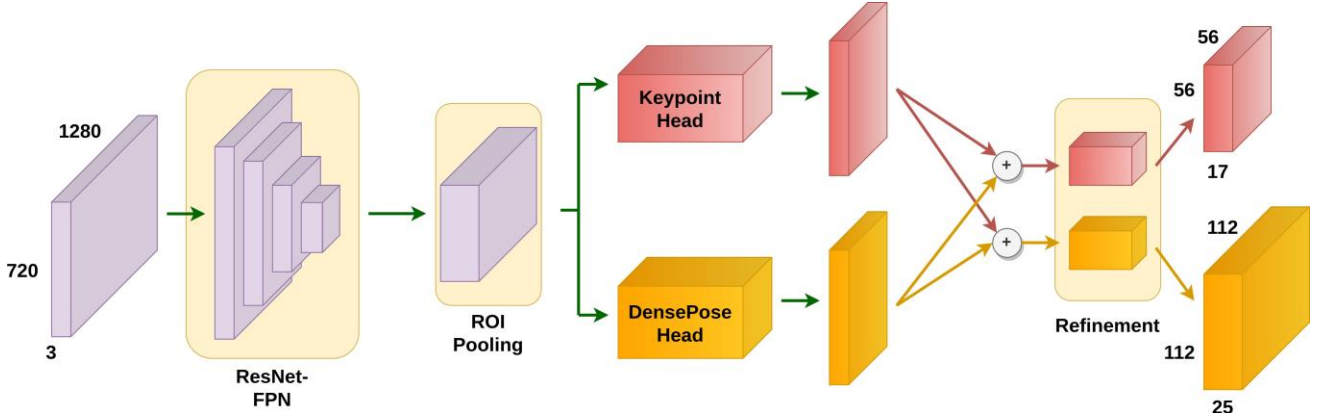 1280
720
3
ResNet-
FPN
ROI
Pooling
Keypoint
Head
DensePose
Head
+
+
Refinement
56
56
17
112
112
25